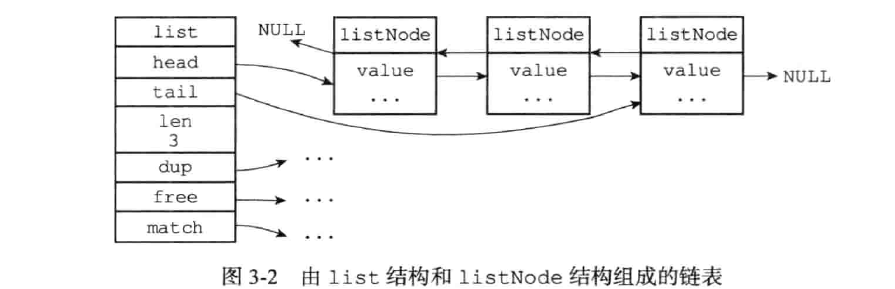 list
head
tail
len
3
dup
free
match
NULL
listNode
value
...
listNode
value
...
listNode
value
...
NULL
...
...
...
图 3-2 由 list 结构和 listNode 结构组成的链表